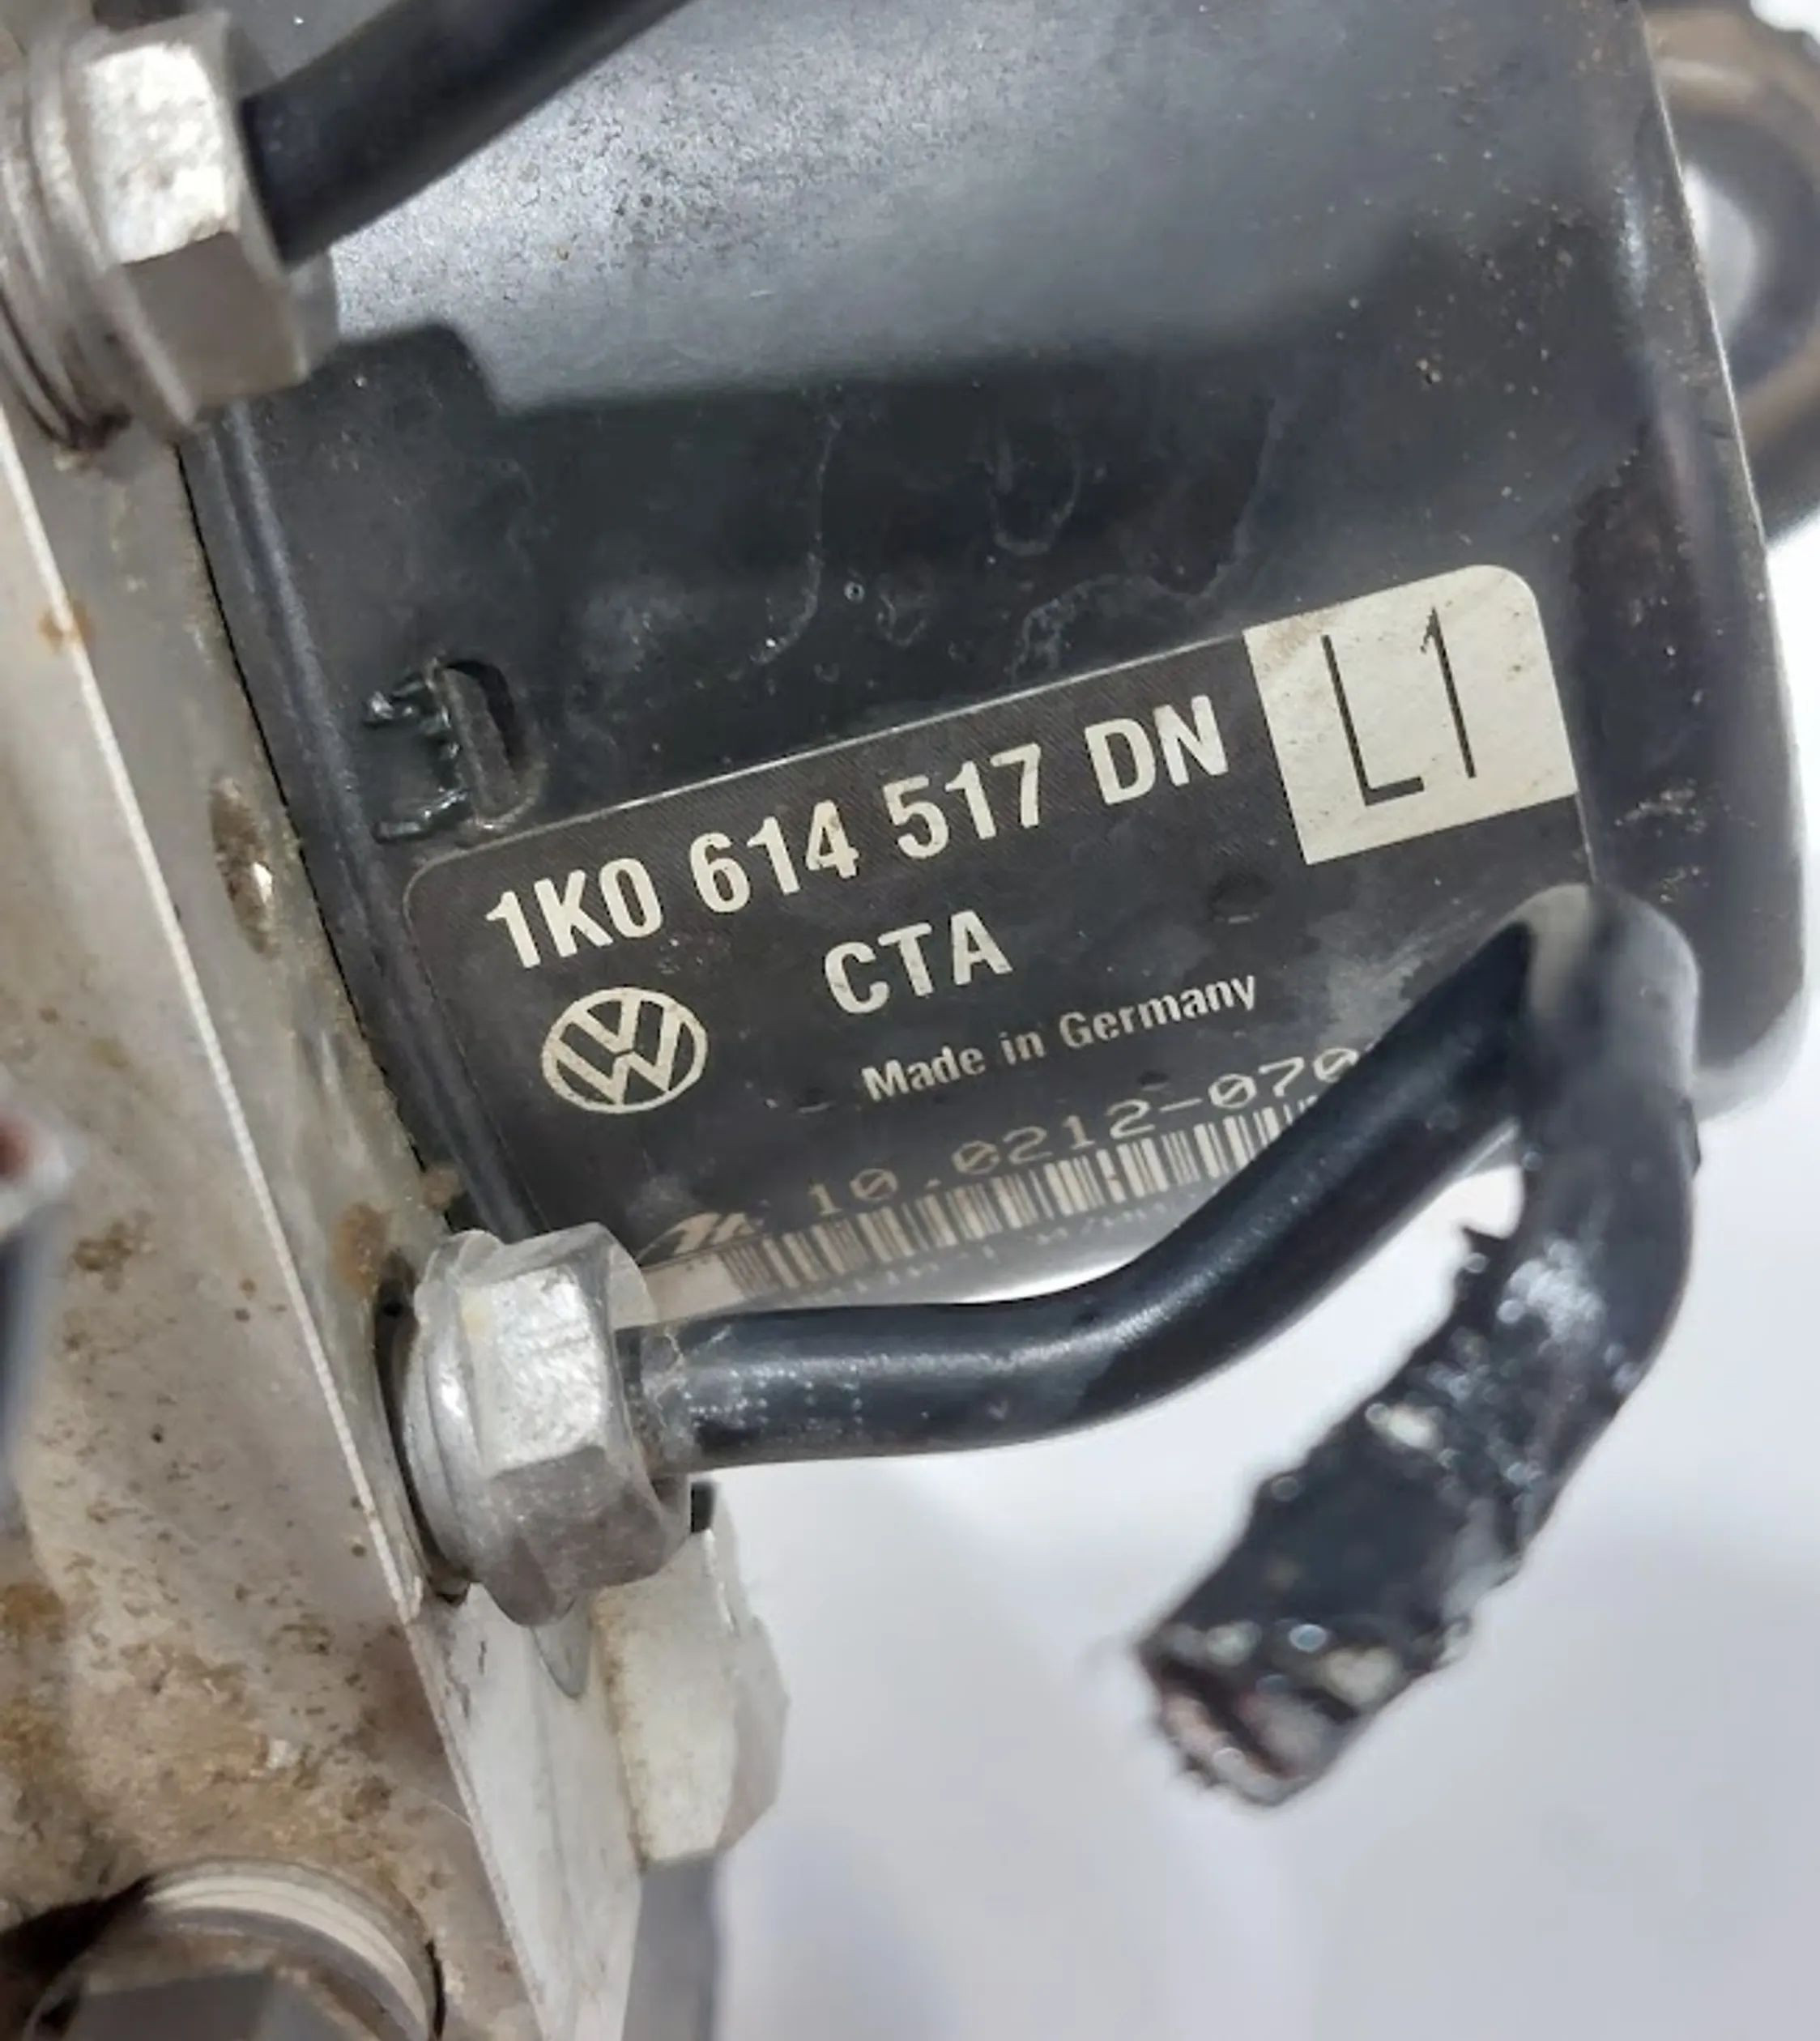 1K0 614 517 DN
L1
CTA
Made in Germany
10.0212-070